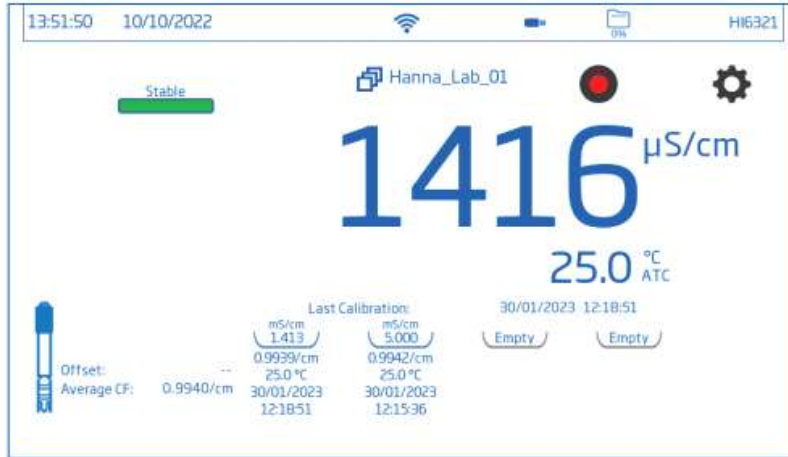 13:51:50 10/10/2022 0% HI6321
Stable Hanna_Lab_01
1416 µS/cm
25.0 °C
ATC
Last Calibration: 30/01/2023 12:18:51
mS/cm mS/cm
1.413 5.000 Empty Empty
0.9939/cm 0.9942/cm
Offset: -- 25.0 °C 25.0 °C
Average CF: 0.9940/cm 30/01/2023 30/01/2023
12:18:51 12:15:36